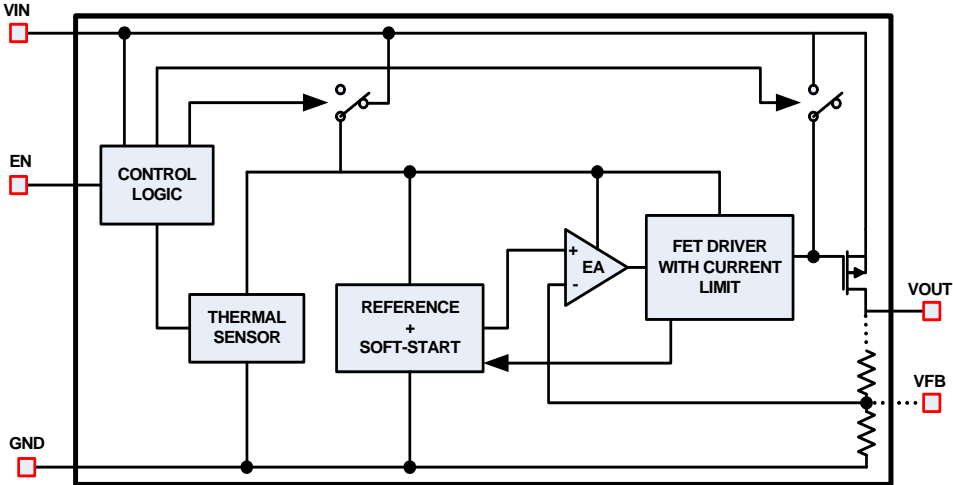 VIN
EN
CONTROL
LOGIC
+
EA
-
FET DRIVER
WITH CURRENT
LIMIT
THERMAL
SENSOR
REFERENCE
+
SOFT-START
VOUT
VFB
GND